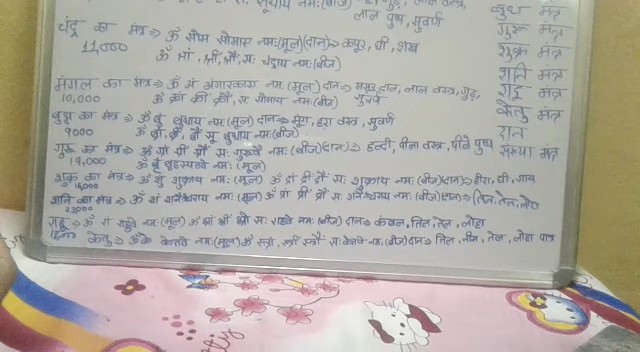 सूर्याय नमः(बीज)
लाल पुष्प, सुवर्ण
चंद्र का मंत्र ⇒ ॐ सोम सोमाय नमः(मूल)(दान)⇒ कपूर, घी, शंख
11,000 ॐ श्रां, श्रीं, श्रौं, सः चंद्राय नमः(बीज)
मंगल का मंत्र ⇒ ॐ अं अंगारकाय नमः (मूल) दान⇒ मसूर दाल, लाल वस्त्र, गुड़,
10,000 ॐ क्रां क्रीं क्रौं, सः भोमाय नमः(बीज) सुवर्ण
बुध का मंत्र ⇒ ॐ बु बुधाय नमः(मूल) दान⇒ मूंगा, हरा वस्त्र, सुवर्ण
9000 ॐ ब्रां, ब्रीं, ब्रौं सः बुधाय नमः(बीज)
गुरू का मंत्र⇒ ॐ ग्रां ग्रीं ग्रौं सः गुरुवे नमः(बीज)दान)⇒ हल्दी, पीला वस्त्र, पीले पुष्प
19,000 ॐ बृ बृहस्पतये नमः(मूल)
शुक्र का मंत्र⇒ ॐ शु शुक्राय नमः (मूल) ॐ द्रां द्रीं द्रौं सः शुक्राय नमः(बीज)(दान)⇒ हीरा, घी, गाय
16,000
शनि का मंत्र⇒ ॐ शं शनैश्चराय नमः(मूल) ॐ प्रां प्रीं प्रौं सः शनैश्चराय नमः(बीज)(दान)⇒ तिल, तेल, लोहा
23000
राहू ⇒ ॐ रां राहुवे नमः(मूल) ॐ भ्रां भ्रीं भ्रौं सः राहवे नमः(बीज) दान⇒ कंबल, तिल, तेल, लोहा
केतु ⇒ ॐ के केतवे नमः(मूल) ॐ स्त्रां, स्त्रीं स्त्रौं सः केतवे नमः(बीज)दान⇒ तिल, तेल, लोहा पात्र
बुध मंत्र
गुरू मंत्र
शुक्र मंत्र
शनि मंत्र
राहू मंत्र
केतु मंत्र
दान
संख्या मंत्र